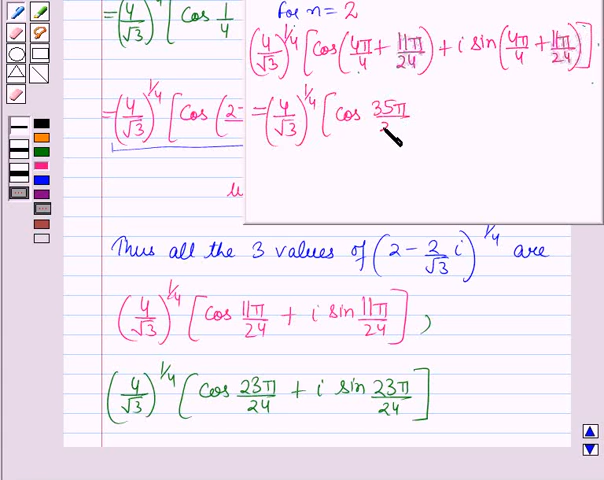 = (4/√3)^1/4 [cos 1/4
for n = 2
(4/√3)^1/4 [cos(4π/4 + 11π/24) + i sin(4π/4 + 11π/24)]
= (4/√3)^1/4 [cos (2
= (4/√3)^1/4 [cos 35π
Thus all the 3 values of (2 - 2/√3 i)^1/4 are
(4/√3)^1/4 [cos 11π/24 + i sin 11π/24],
(4/√3)^1/4 [cos 23π/24 + i sin 23π/24]